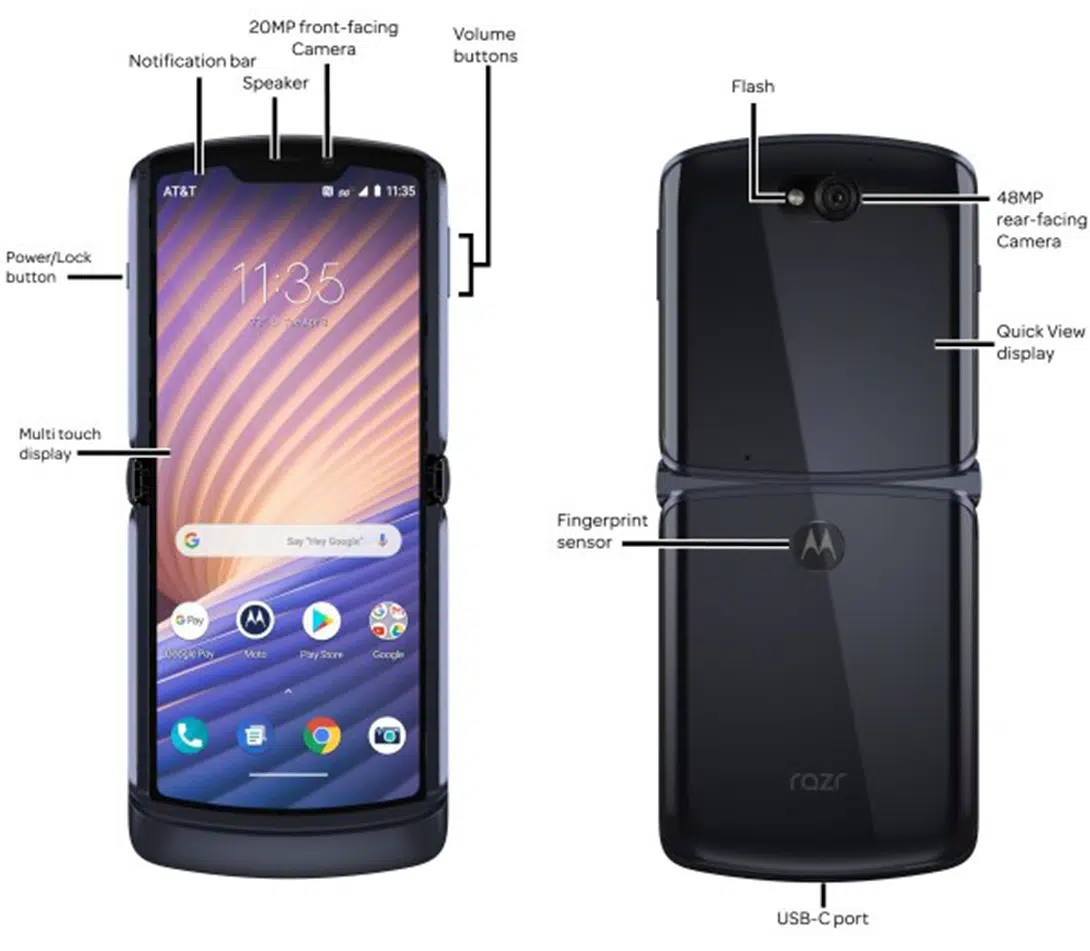 20MP front-facing
Camera
Volume
buttons
Notification bar
Speaker
AT&T
5G
11:35
Power/Lock
button
11:35
Multi touch
display
Say "Hey Google"
G Pay
Google Pay
Moto
Play Store
Google
Flash
48MP
rear-facing
Camera
Quick View
display
Fingerprint
sensor
razr
USB-C port